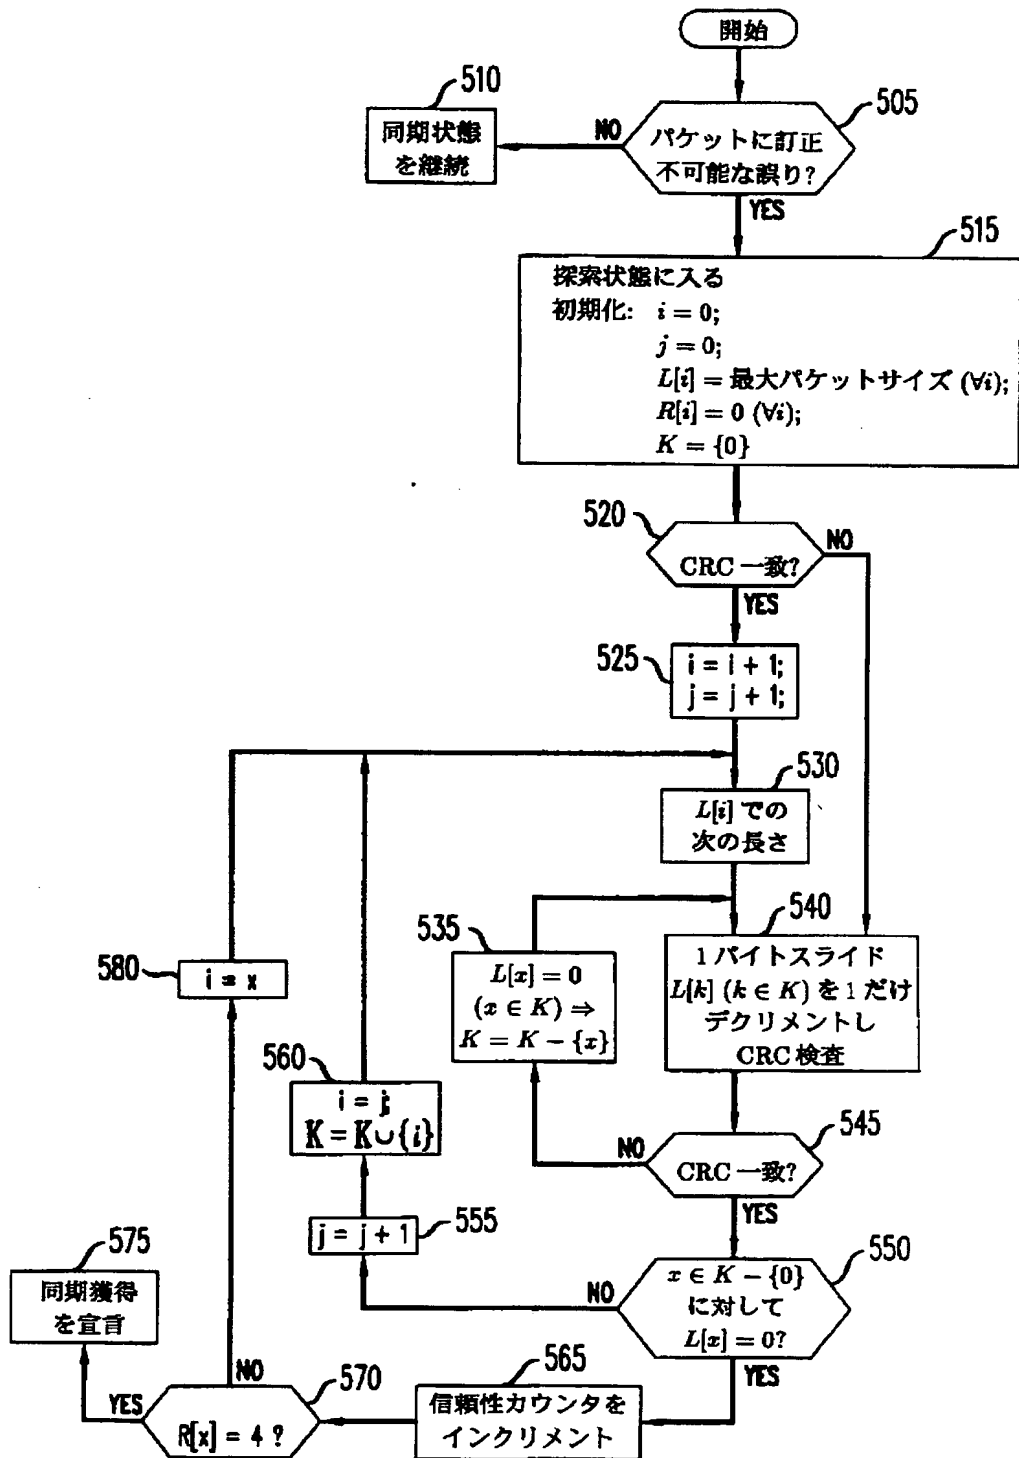 開始
510
505
同期状態
を継続
NO
パケットに訂正
不可能な誤り?
YES
515
探索状態に入る
初期化: i = 0;
j = 0;
L[i] = 最大パケットサイズ (∀i);
R[i] = 0 (∀i);
K = {0}
520
NO
CRC 一致?
YES
525
i = i + 1;
j = j + 1;
530
L[i] での
次の長さ
535
540
580
i = x
L[x] = 0
(x ∈ K) ⇒
K = K − {x}
1 バイトスライド
L[k] (k ∈ K) を 1 だけ
デクリメントし
CRC 検査
560
i = j;
K = K ∪ {i}
545
NO
CRC 一致?
YES
555
j = j + 1
550
NO
x ∈ K − {0}
に対して
L[x] = 0?
YES
575
同期獲得
を宣言
565
信頼性カウンタを
インクリメント
570
NO
YES
R[x] = 4 ?